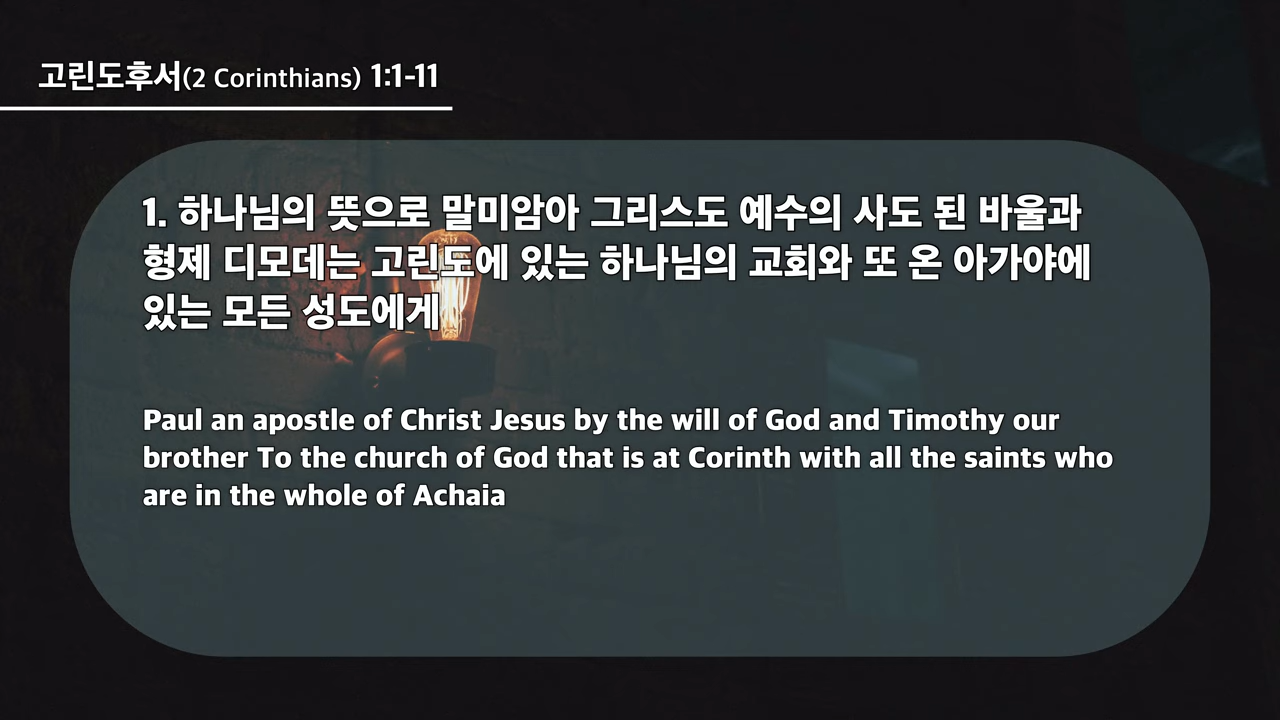 고린도후서(2 Corinthians) 1:1-11
1. 하나님의 뜻으로 말미암아 그리스도 예수의 사도 된 바울과
형제 디모데는 고린도에 있는 하나님의 교회와 또 온 아가야에
있는 모든 성도에게
Paul an apostle of Christ Jesus by the will of God and Timothy our
brother To the church of God that is at Corinth with all the saints who
are in the whole of Achaia